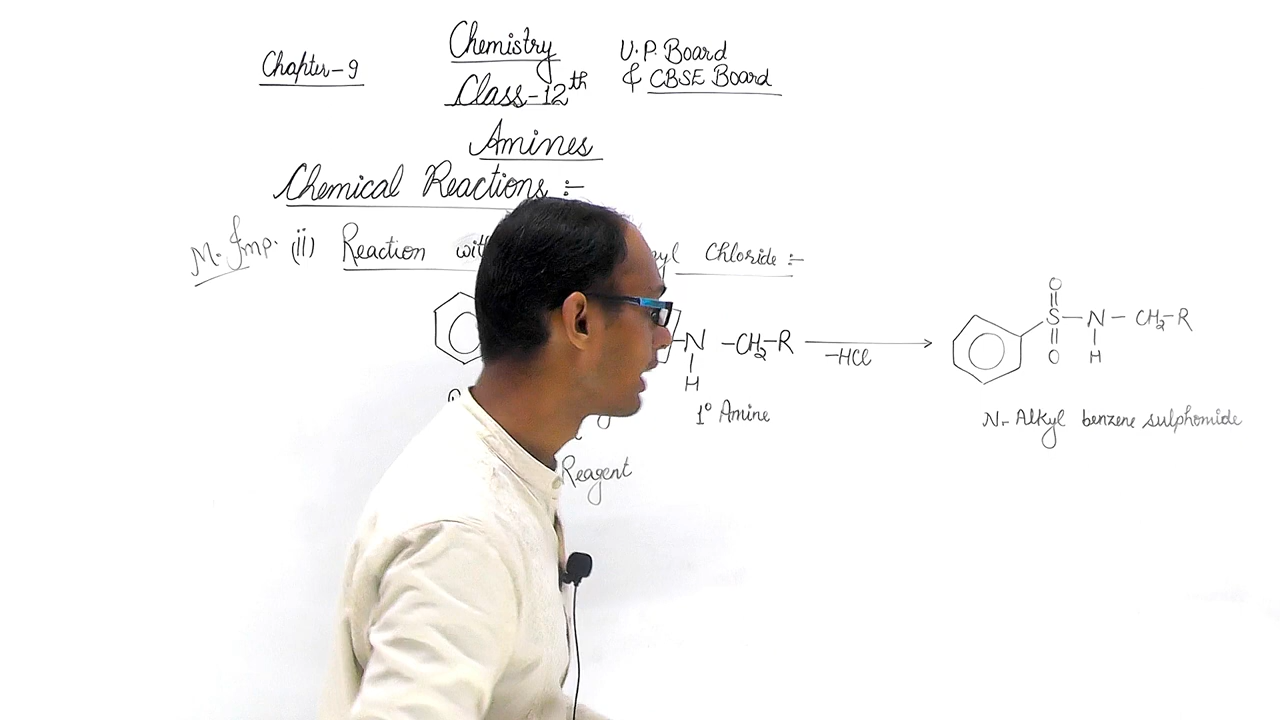 Chapter-9
Chemistry
Class-12th
U.P. Board
& CBSE Board
Amines
Chemical Reactions :-
M. Imp. (ii) Reaction Chloride :-
N - CH2-R
H
-HCl
1° Amine
Reagent
O
S - N - CH2-R
O H
N- Alkyl benzene sulphomide